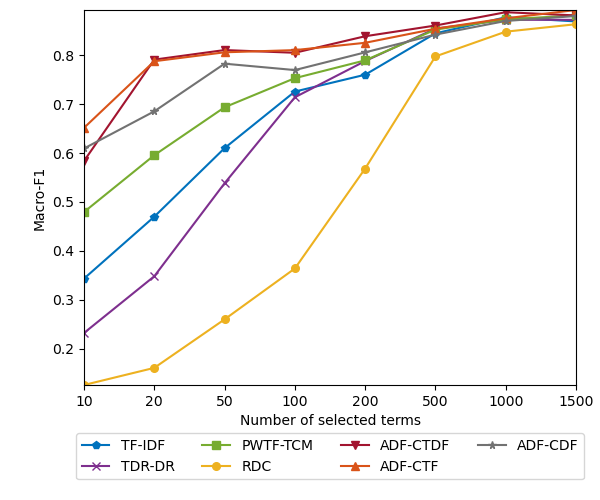 0.8
0.7
0.6
0.5
0.4
0.3
0.2
Macro-F1
10 20 50 100 200 500 1000 1500
Number of selected terms
TF-IDF PWTF-TCM ADF-CTDF ADF-CDF
TDR-DR RDC ADF-CTF